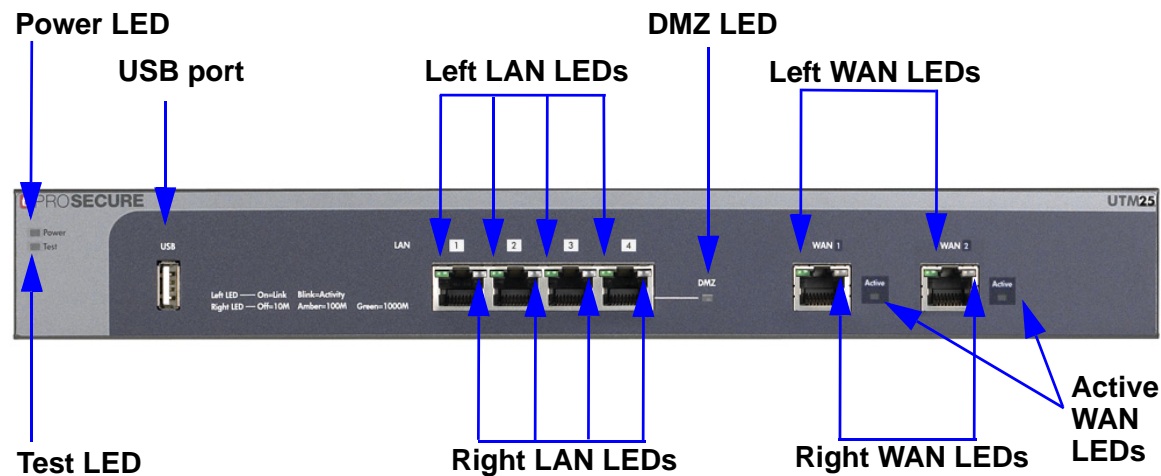 Power LED
DMZ LED
USB port
Left LAN LEDs
Left WAN LEDs
PROSECURE
UTM25
Power
Test
USB
LAN
1
2
3
4
WAN 1
WAN 2
Left LED — On=Link Blink=Activity
Right LED — Off=10M Amber=100M Green=1000M
DMZ
Active
Active
Active
WAN
LEDs
Test LED
Right LAN LEDs
Right WAN LEDs